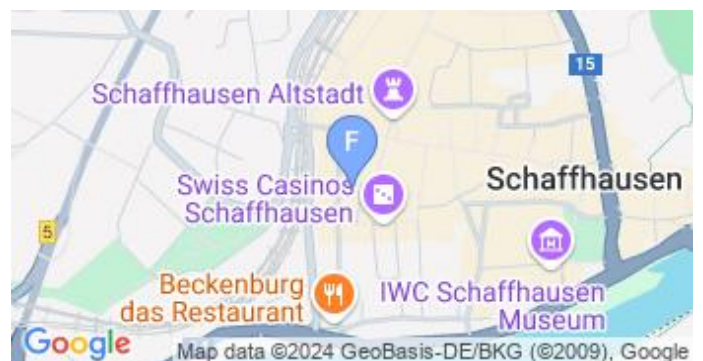 15
Schaffhausen Altstadt
F
Swiss Casinos
Schaffhausen
Schaffhausen
5
Beckenburg
das Restaurant
IWC Schaffhausen
Museum
Google
Map data ©2024 GeoBasis-DE/BKG (©2009), Google